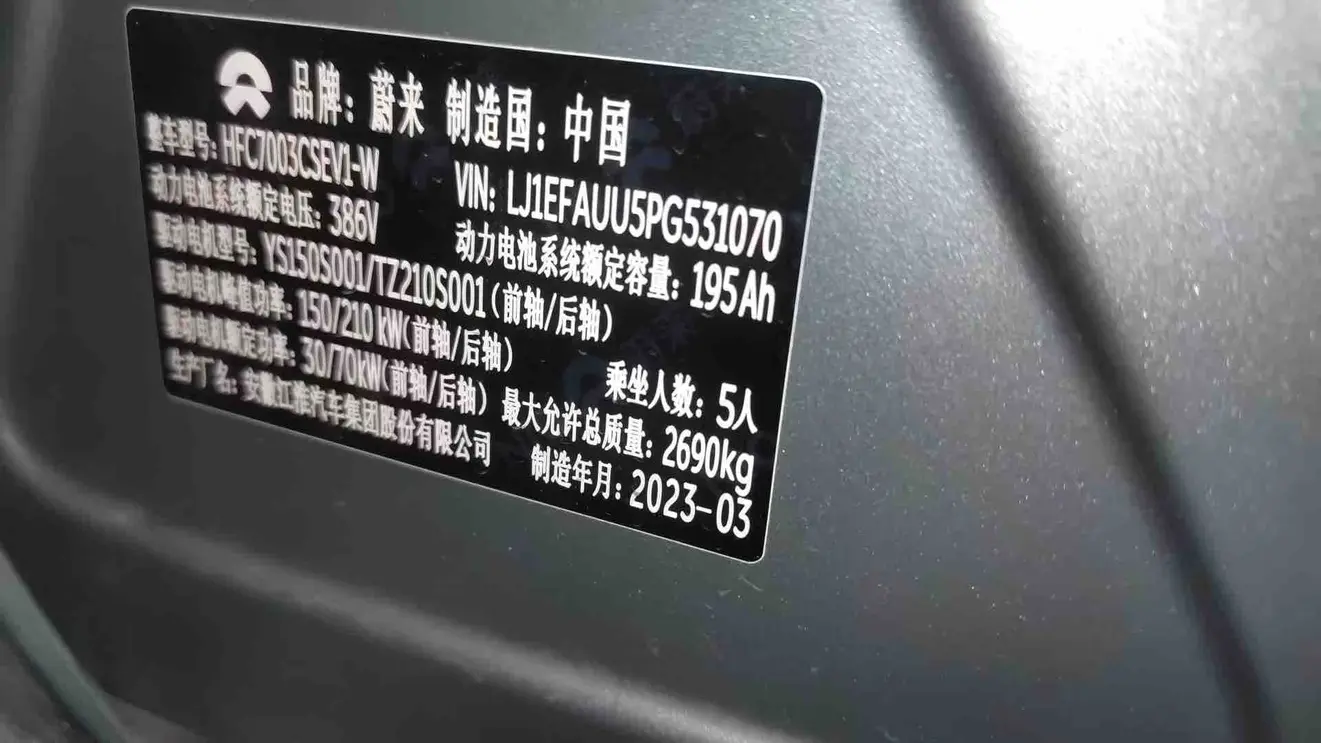 品牌：蔚来 制造国：中国
整车型号：HFC7003CSEV1-W VIN：LJ1EFAUU5PG531070
动力电池系统额定电压：386V 动力电池系统额定容量：195Ah
驱动电机型号：YS150S001/TZ210S001（前轴/后轴）
驱动电机峰值功率：150/210 kW（前轴/后轴） 乘坐人数：5人
驱动电机额定功率：30/70kW（前轴/后轴） 最大允许总质量：2690kg
生产厂名：安徽江淮汽车集团股份有限公司 制造年月：2023-03